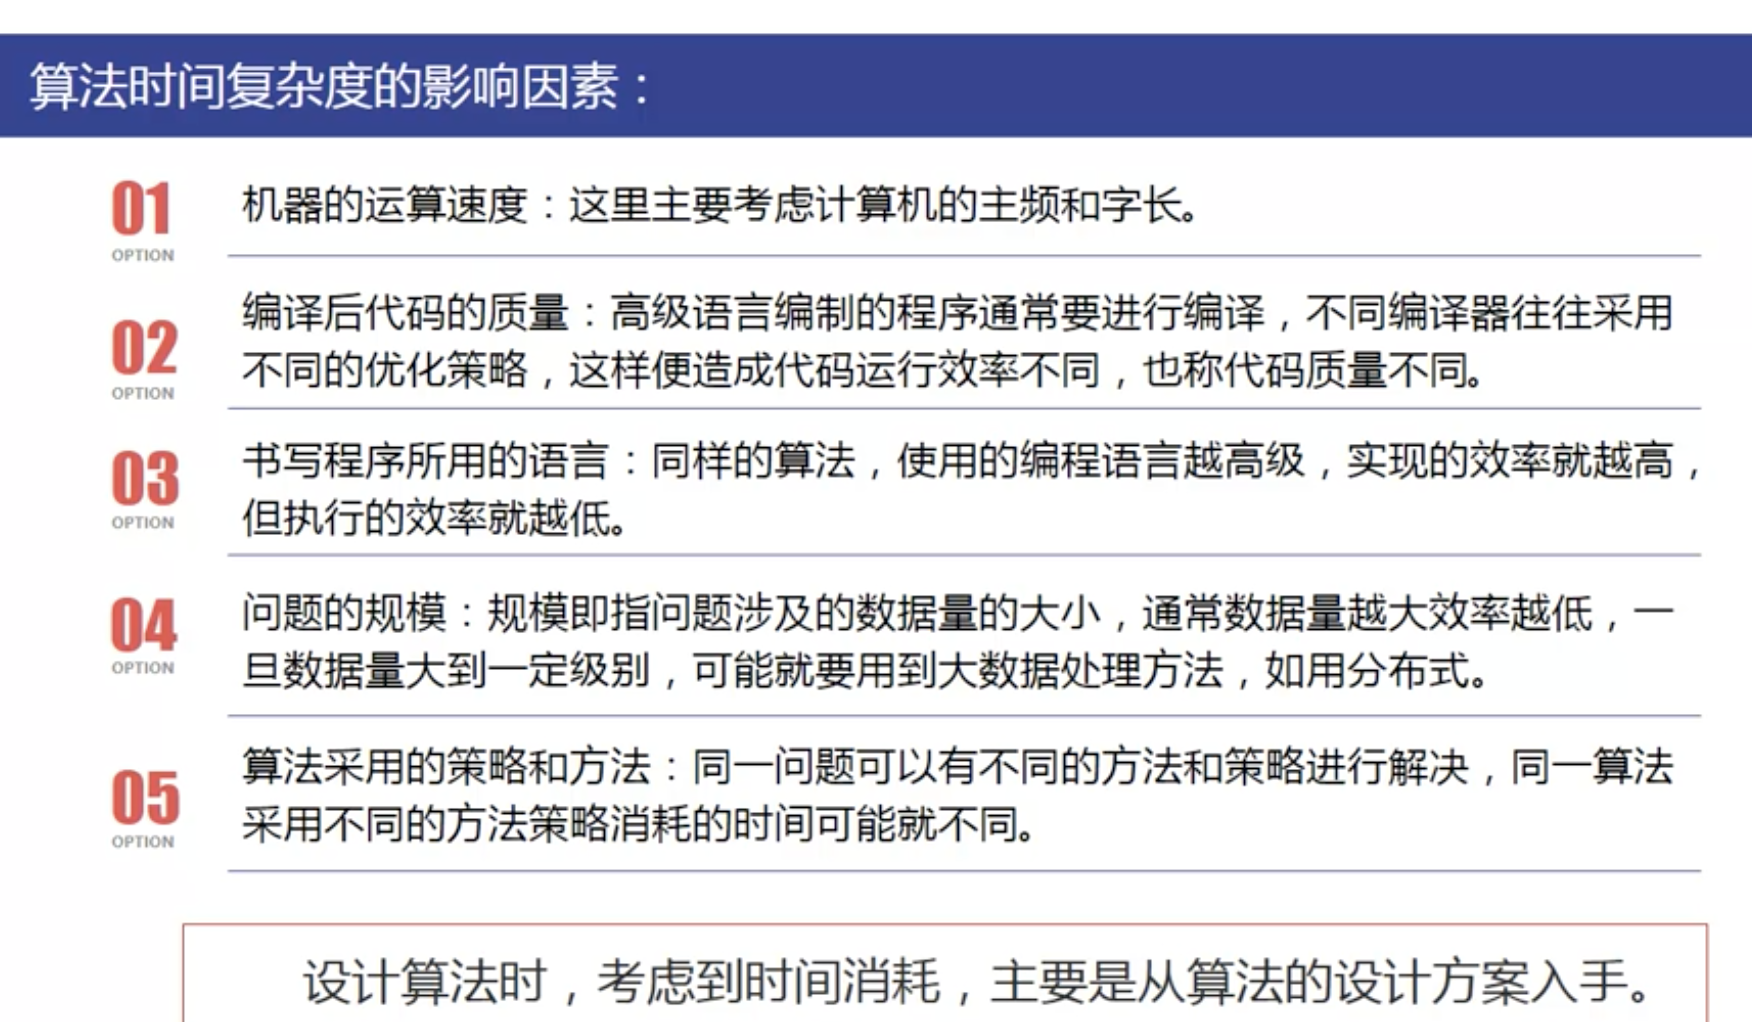 算法时间复杂度的影响因素：
01
OPTION
机器的运算速度：这里主要考虑计算机的主频和字长。
02
OPTION
编译后代码的质量：高级语言编制的程序通常要进行编译，不同编译器往往采用
不同的优化策略，这样便造成代码运行效率不同，也称代码质量不同。
03
OPTION
书写程序所用的语言：同样的算法，使用的编程语言越高级，实现的效率就越高，
但执行的效率就越低。
04
OPTION
问题的规模：规模即指问题涉及的数据量的大小，通常数据量越大效率越低，一
旦数据量大到一定级别，可能就要用到大数据处理方法，如用分布式。
05
OPTION
算法采用的策略和方法：同一问题可以有不同的方法和策略进行解决，同一算法
采用不同的方法策略消耗的时间可能就不同。
设计算法时，考虑到时间消耗，主要是从算法的设计方案入手。